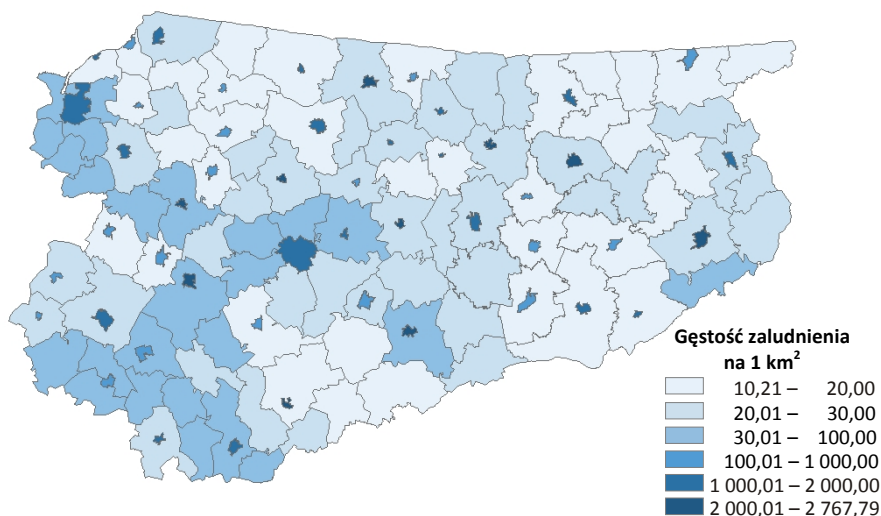 Gęstość zaludnienia
na 1 km²
10,21 – 20,00
20,01 – 30,00
30,01 – 100,00
100,01 – 1 000,00
1 000,01 – 2 000,00
2 000,01 – 2 767,79